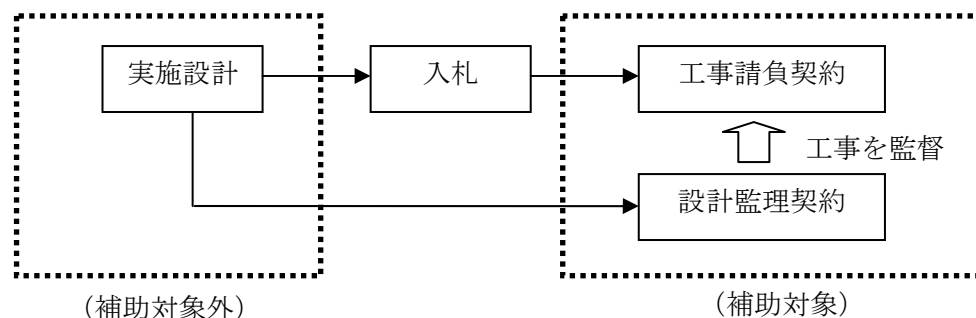 実施設計
入札
工事請負契約
工事を監督
設計監理契約
（補助対象外）
（補助対象）